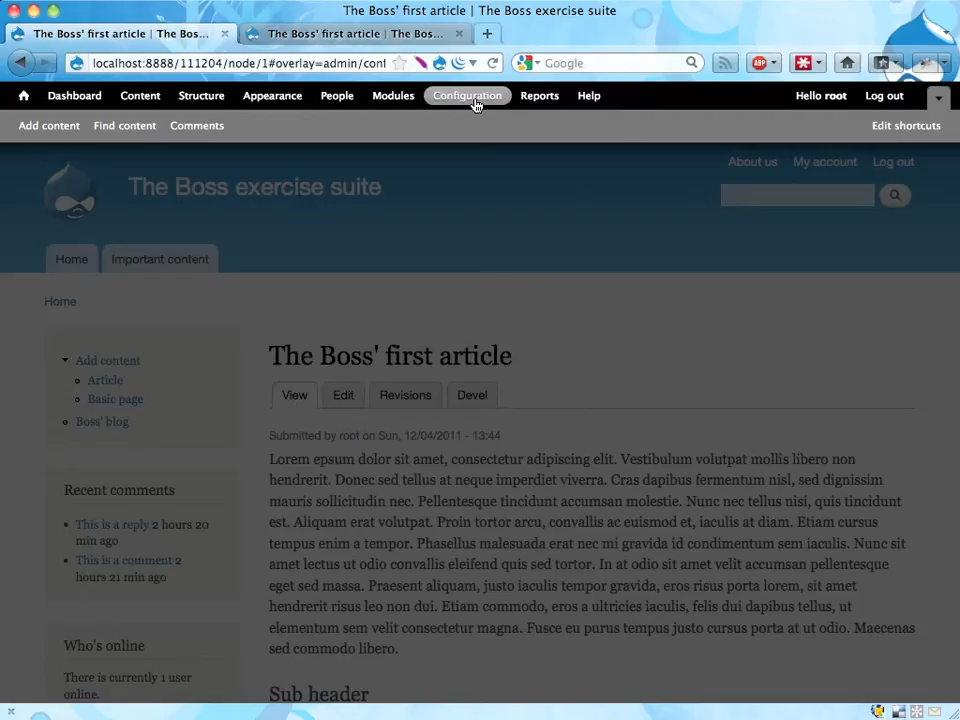 The Boss' first article | The Boss exercise suite
The Boss' first article | The Bos...
The Boss' first article | The Bos...
localhost:8888/111204/node/1#overlay=admin/conf
Google
ABP
Dashboard Content Structure Appearance People Modules Configuration Reports Help Hello root Log out
Add content Find content Comments Edit shortcuts
About us My account Log out
The Boss exercise suite
Home Important content
Home
Add content
Article
Basic page
Boss' blog
Recent comments
This is a reply 2 hours 20
min ago
This is a comment 2
hours 21 min ago
Who's online
There is currently 1 user
online.
The Boss' first article
View Edit Revisions Devel
Submitted by root on Sun, 12/04/2011 - 13:44
Lorem epsum dolor sit amet, consectetur adipiscing elit. Vestibulum volutpat mollis libero non
hendrerit. Donec sed tellus at neque imperdiet viverra. Cras dapibus fermentum nisl, sed dignissim
mauris sollicitudin nec. Pellentesque tincidunt accumsan molestie. Nunc nec tellus nisi, quis tincidunt
est. Aliquam erat volutpat. Proin tortor arcu, convallis ac euismod et, iaculis at diam. Etiam cursus
tempus enim a tempor. Phasellus malesuada erat nec mi gravida id condimentum sem iaculis. Nunc sit
amet lectus ut odio convallis eleifend quis sed tortor. In at odio sit amet velit accumsan pellentesque
eget sed massa. Praesent aliquam, justo iaculis tempor gravida, eros risus porta lorem, sit amet
hendrerit risus leo non dui. Etiam commodo, eros a ultricies iaculis, felis dui dapibus tellus, ut
elementum sem velit consectetur magna. Fusce eu purus tempus justo cursus porta at ut odio. Maecenas
sed commodo libero.
Sub header